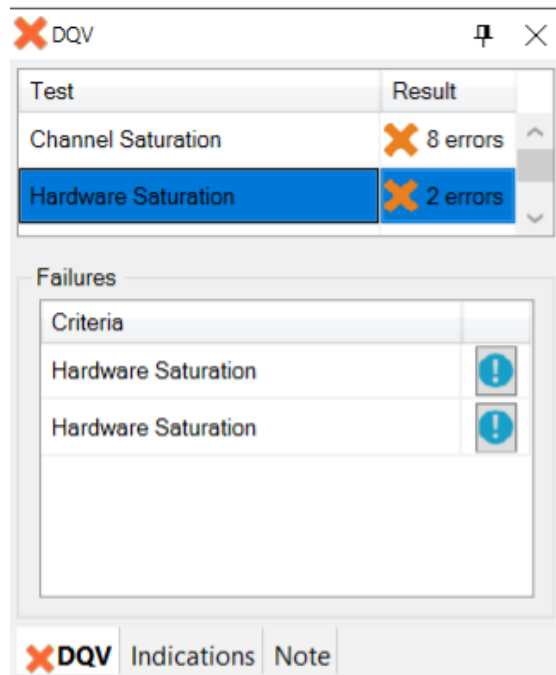 DQV
Test Result
Channel Saturation 8 errors
Hardware Saturation 2 errors
Failures
Criteria
Hardware Saturation
Hardware Saturation
DQV Indications Note